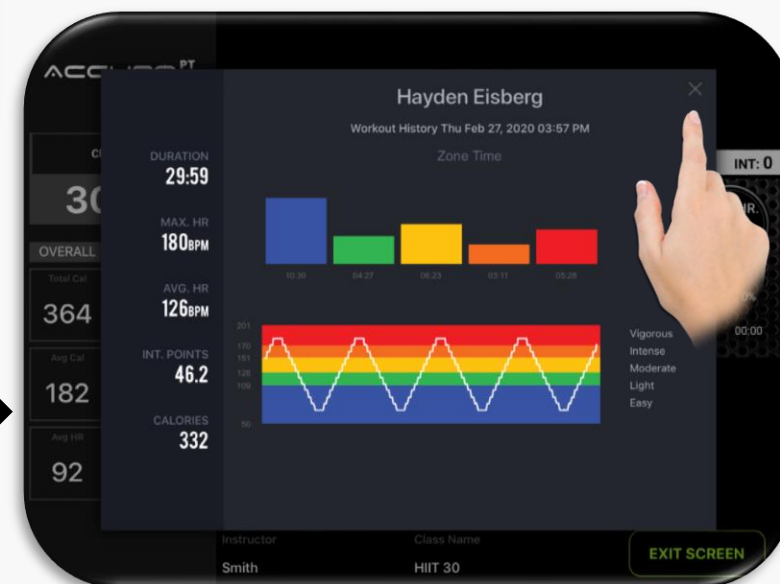 PT
Hayden Eisberg
Workout History Thu Feb 27, 2020 03:57 PM
Zone Time
DURATION
29:59
MAX. HR
180BPM
AVG. HR
126BPM
INT. POINTS
46.2
CALORIES
332
10:30
04:27
06:23
03:11
05:28
201
170
151
128
109
50
Vigorous
Intense
Moderate
Light
Easy
OVERALL
Total Cal
364
Avg Cal
182
Avg HR
92
INT: 0
HR.
00:00
Instructor
Class Name
Smith
HIIT 30
EXIT SCREEN